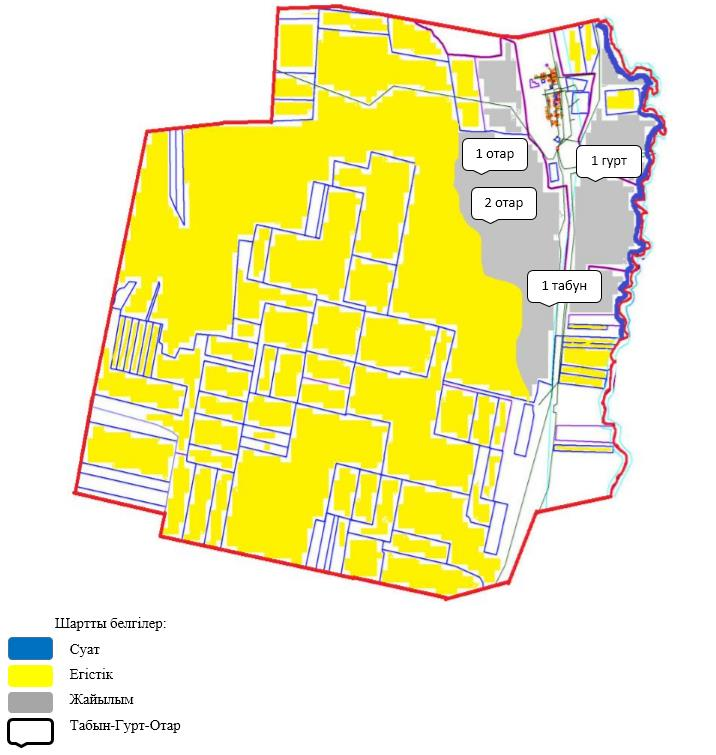 1 отар
1 гурт
2 отар
1 табун
Шартты белгілер:
Суат
Егістік
Жайылым
Табын-Гурт-Отар